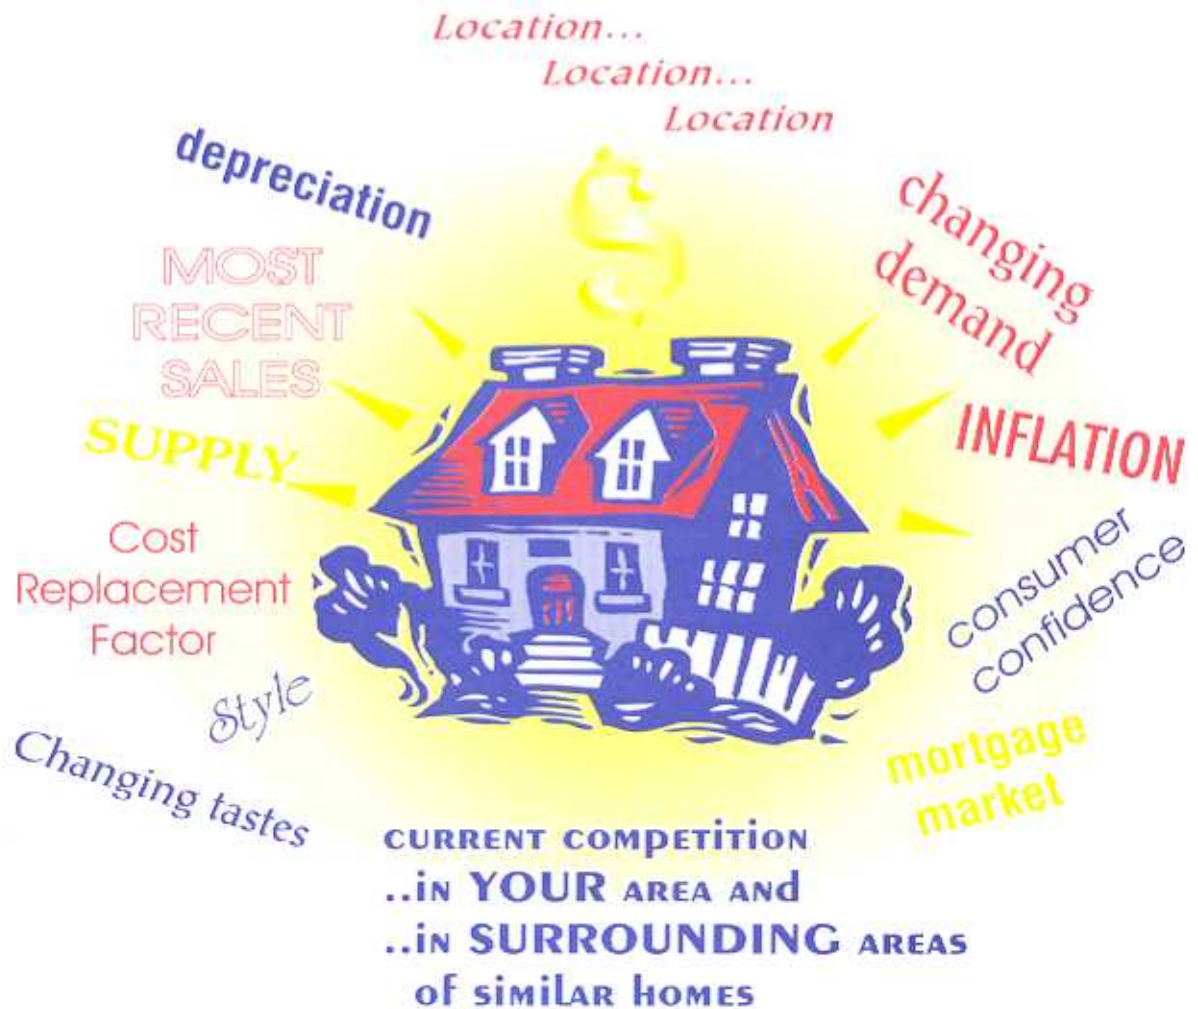 Location...
Location...
Location
depreciation
changing
demand
MOST
RECENT
SALES
INFLATION
SUPPLY
Cost
Replacement
Factor
consumer
confidence
Style
Changing tastes
mortgage
market
CURRENT COMPETITION
..iN YOUR AREA ANd
..iN SURROUNDING AREAS
of similAR HOMES
$